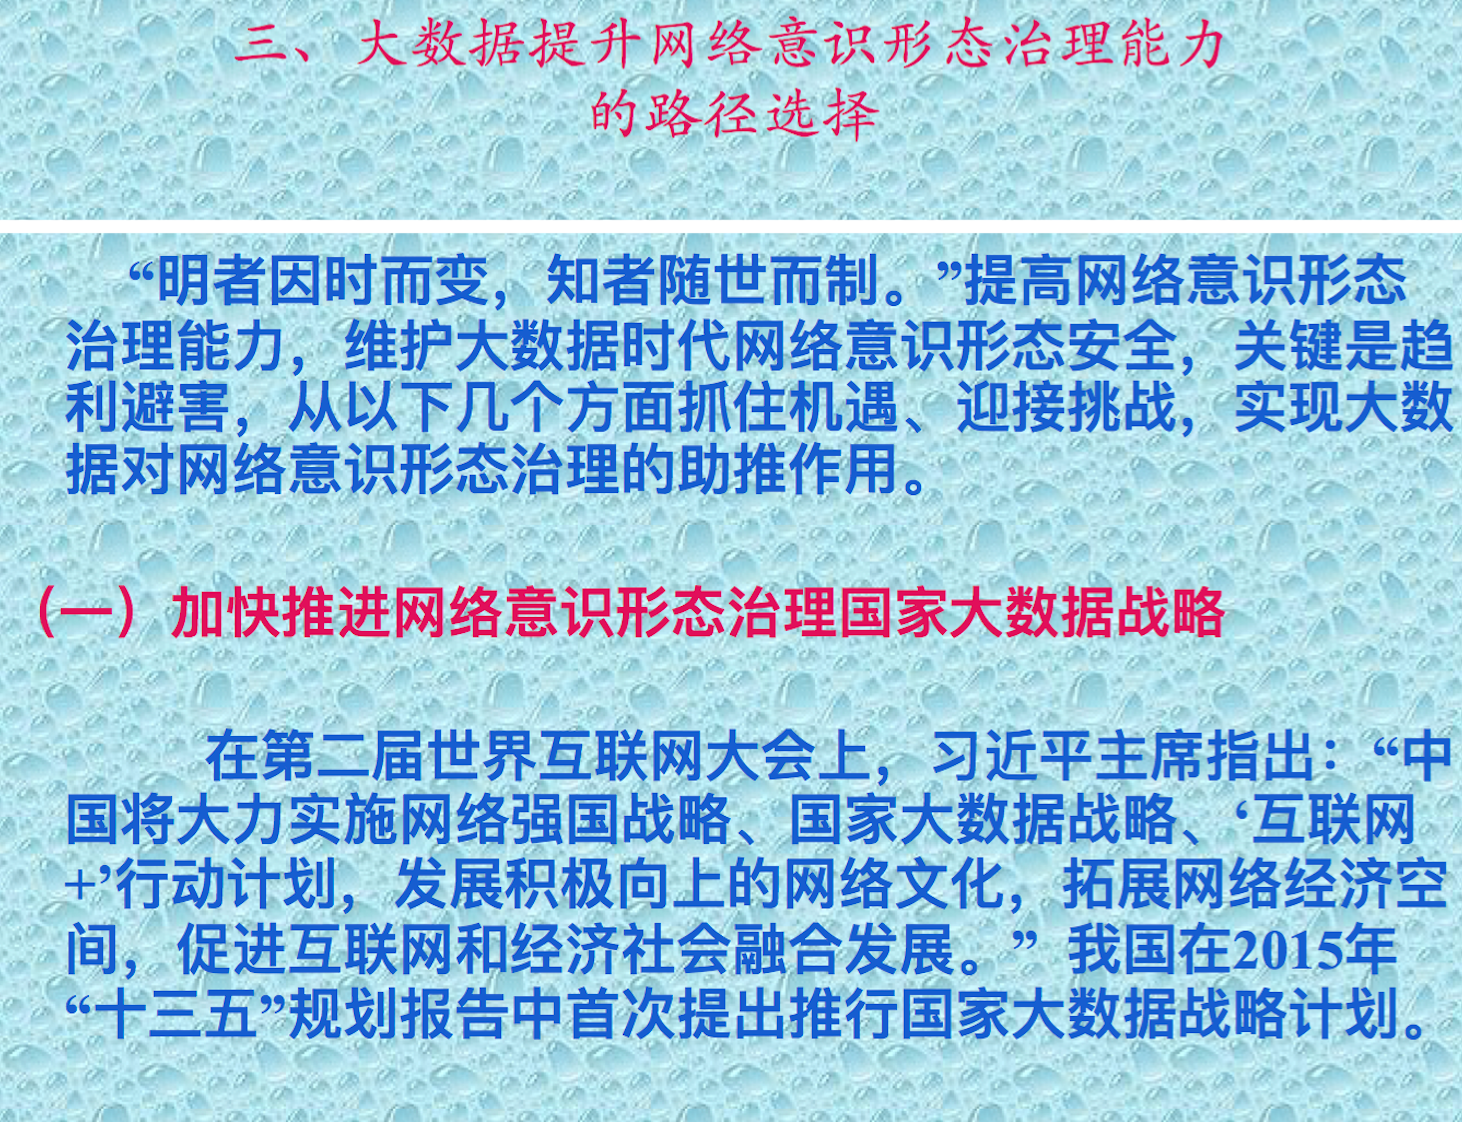 三、大数据提升网络意识形态治理能力
的路径选择
“明者因时而变，知者随世而制。”提高网络意识形态
治理能力，维护大数据时代网络意识形态安全，关键是趋
利避害，从以下几个方面抓住机遇、迎接挑战，实现大数
据对网络意识形态治理的助推作用。
（一）加快推进网络意识形态治理国家大数据战略
在第二届世界互联网大会上，习近平主席指出：“中
国将大力实施网络强国战略、国家大数据战略、‘互联网
+’行动计划，发展积极向上的网络文化，拓展网络经济空
间，促进互联网和经济社会融合发展。” 我国在2015年
“十三五”规划报告中首次提出推行国家大数据战略计划。